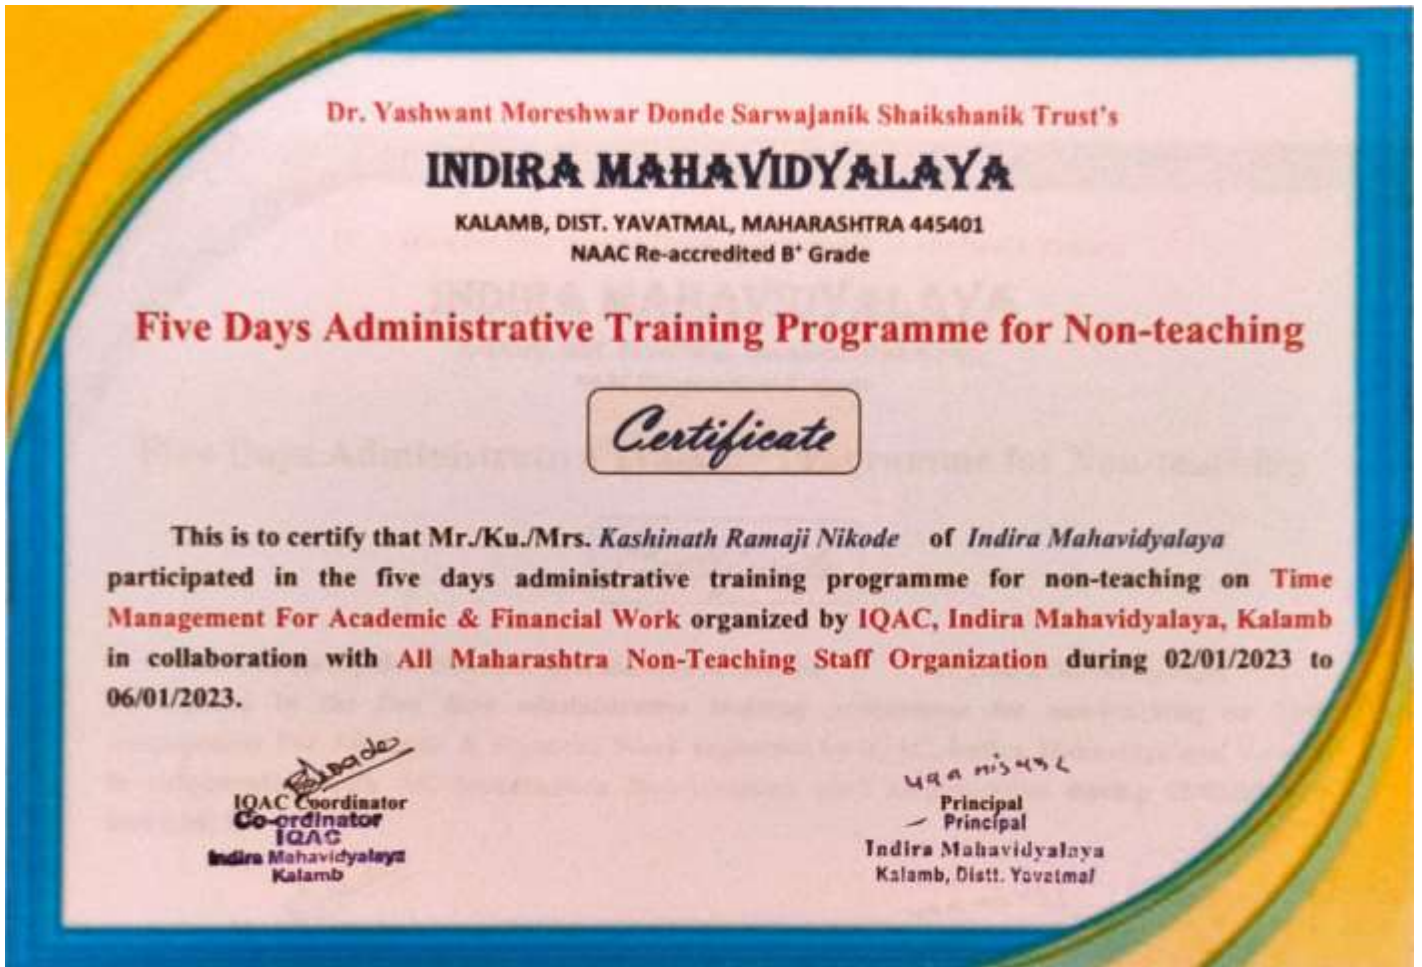 Dr. Yashwant Moreshwar Donde Sarwajanik Shaikshanik Trust's
INDIRA MAHAVIDYALAYA
KALAMB, DIST. YAVATMAL, MAHARASHTRA 445401
NAAC Re-accredited B+ Grade
Five Days Administrative Training Programme for Non-teaching
Certificate
This is to certify that Mr./Ku./Mrs. Kashinath Ramaji Nikode of Indira Mahavidyalaya
participated in the five days administrative training programme for non-teaching on Time
Management For Academic & Financial Work organized by IQAC, Indira Mahavidyalaya, Kalamb
in collaboration with All Maharashtra Non-Teaching Staff Organization during 02/01/2023 to
06/01/2023.
IQAC Coordinator
Co-ordinator
IQAC
Indira Mahavidyalaya
Kalamb
Principal
Principal
Indira Mahavidyalaya
Kalamb, Distt. Yavatmal